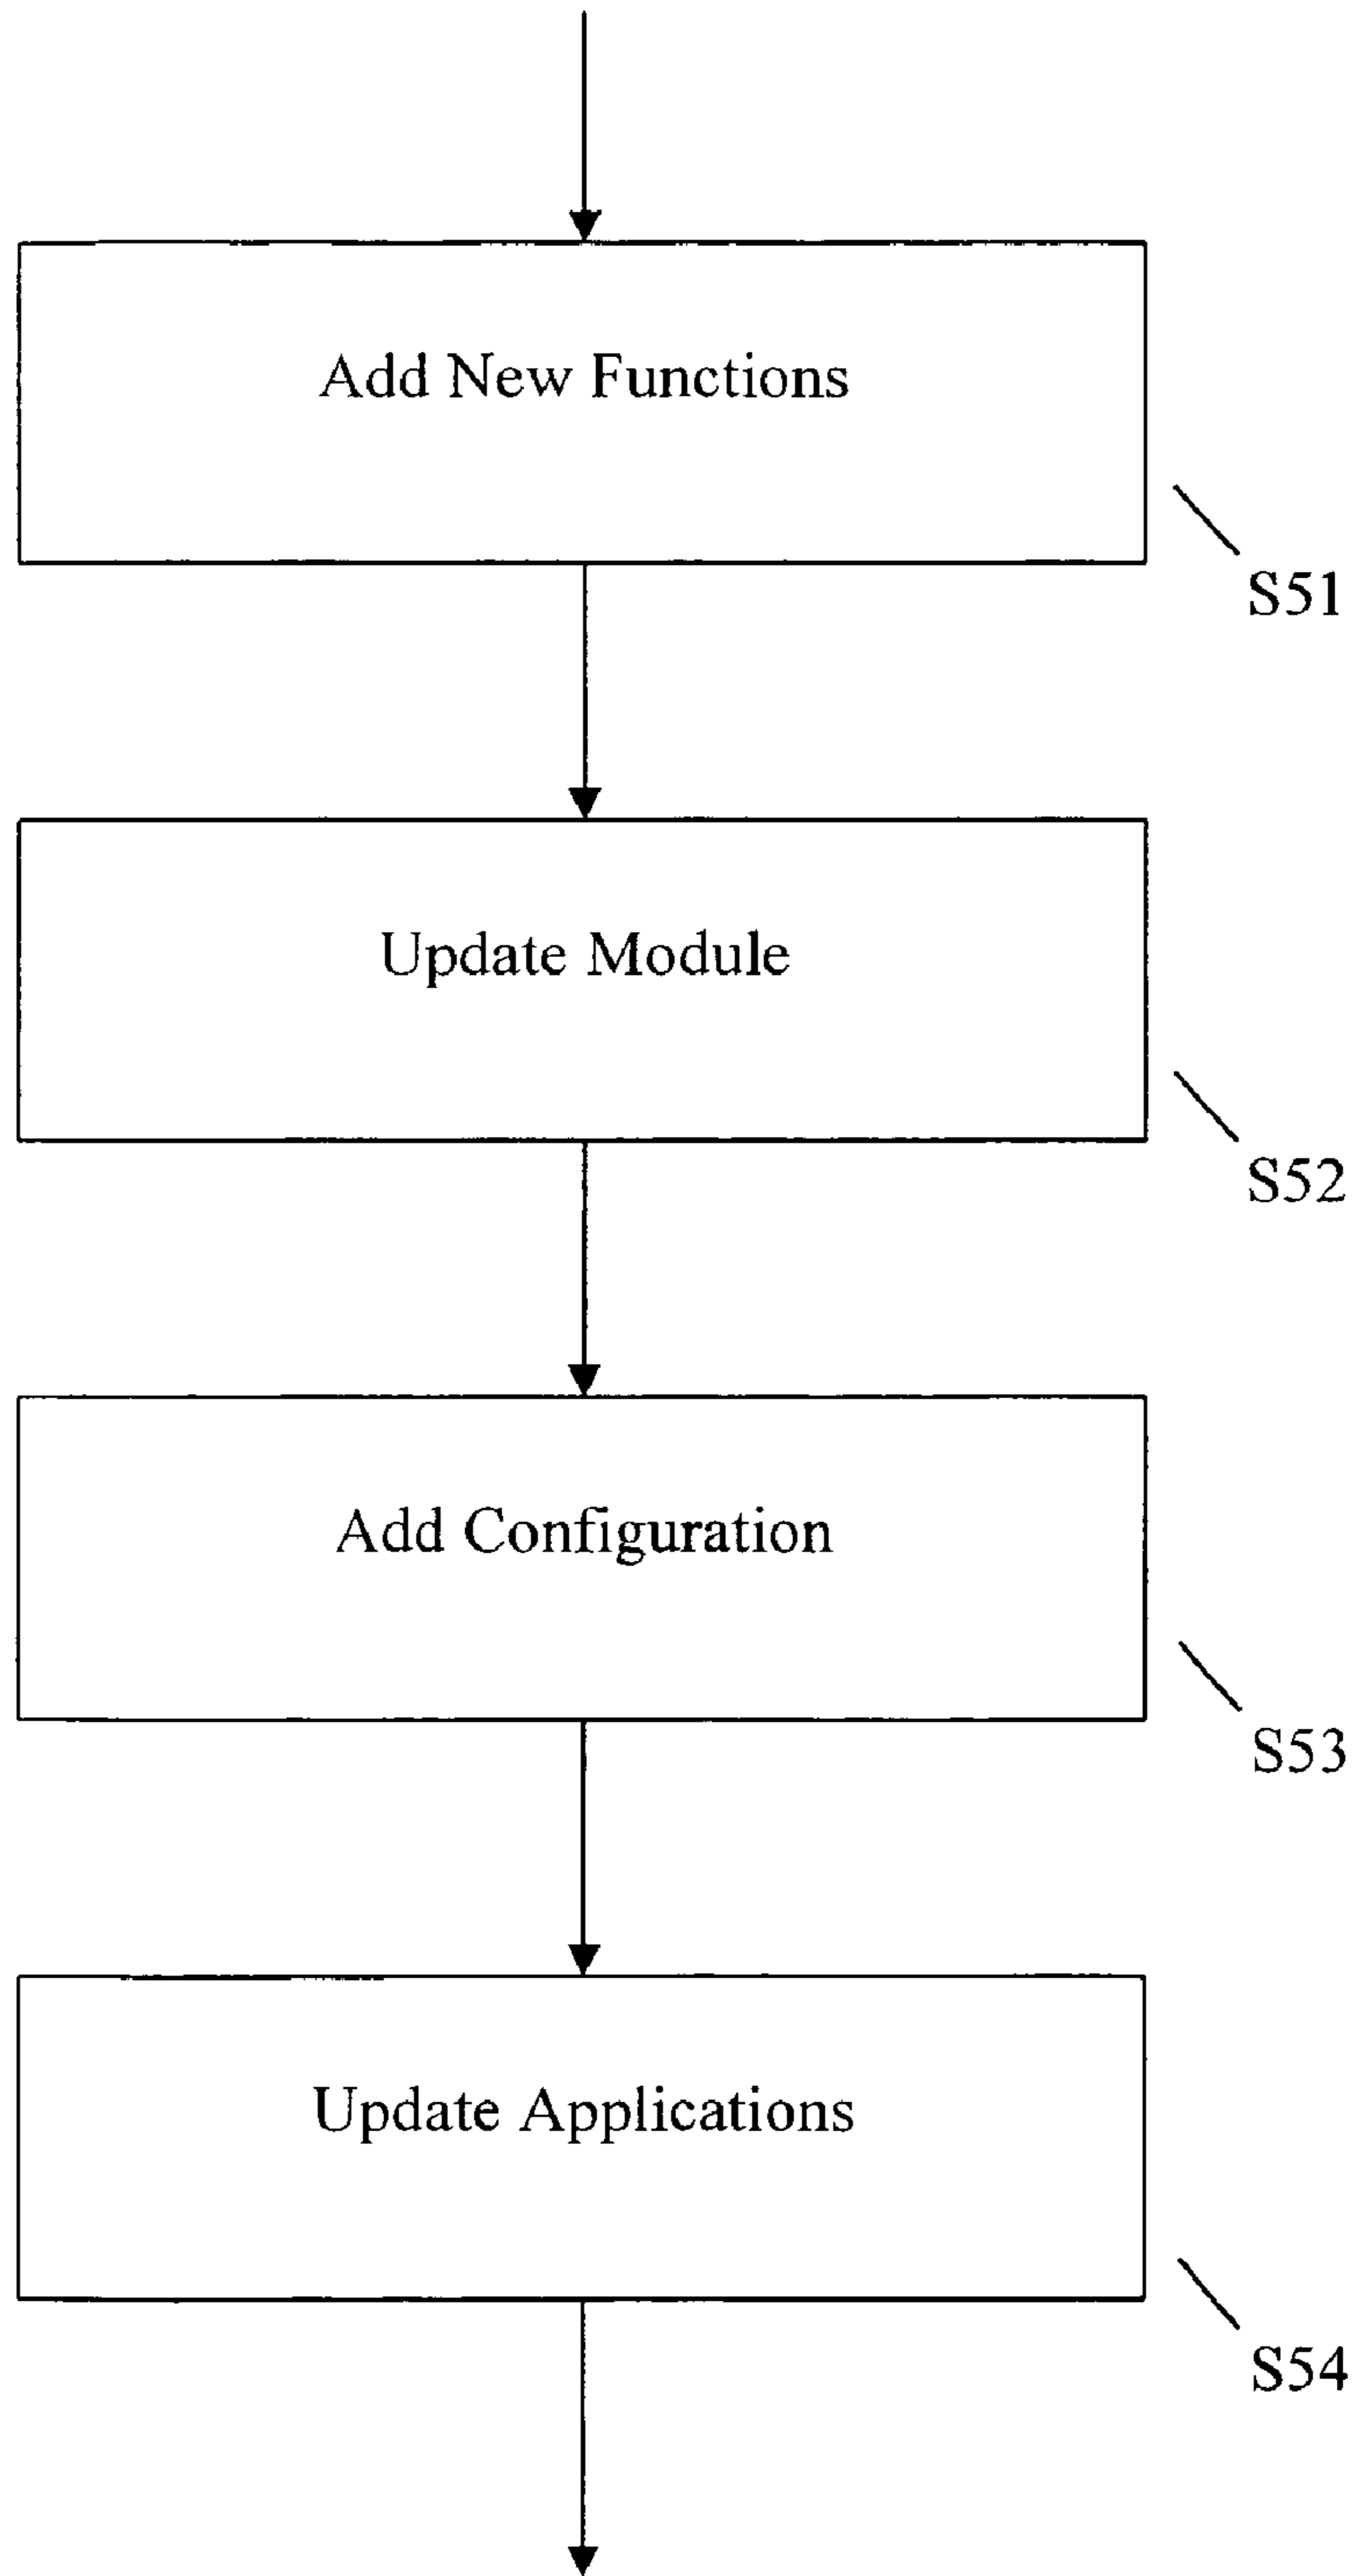 Add New Functions
S51
Update Module
S52
Add Configuration
S53
Update Applications
S54